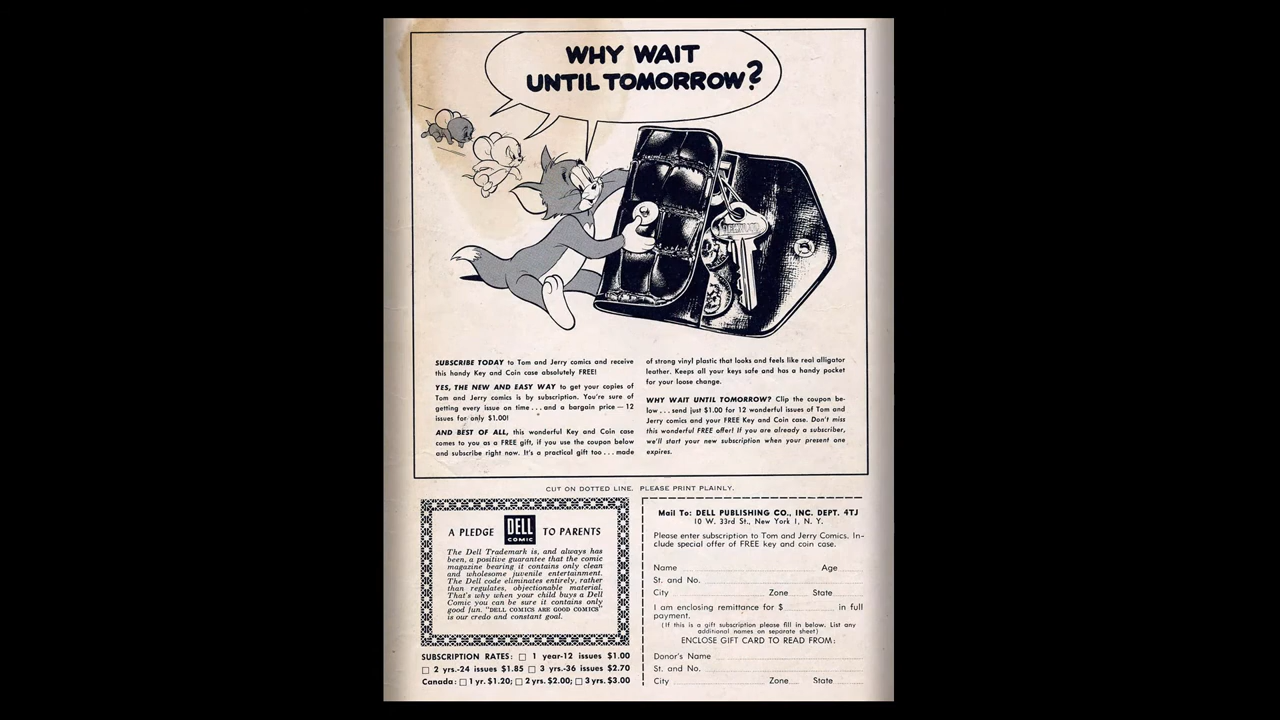 WHY WAIT
UNTIL TOMORROW?
SUBSCRIBE TODAY to Tom and Jerry comics and receive
this handy Key and Coin case absolutely FREE!
YES, THE NEW AND EASY WAY to get your copies of
Tom and Jerry comics is by subscription. You're sure of
getting every issue on time...and a bargain price—12
issues for only $1.00!
AND BEST OF ALL, this wonderful Key and Coin case
comes to you as a FREE gift, if you use the coupon below
and subscribe right now. It's a practical gift too...made
of strong vinyl plastic that looks and feels like real alligator
leather. Keeps all your keys safe and has a handy pocket
for your loose change.
WHY WAIT UNTIL TOMORROW? Clip the coupon be-
low...send just $1.00 for 12 wonderful issues of Tom and
Jerry comics and your FREE Key and Coin case. Don't miss
this wonderful FREE offer! If you are already a subscriber,
we'll start your new subscription when your present one
expires.
CUT ON DOTTED LINE. PLEASE PRINT PLAINLY.
A PLEDGE DELL COMIC TO PARENTS
The Dell Trademark is, and always has
been, a positive guarantee that the comic
magazine bearing it contains only clean
and wholesome juvenile entertainment.
The Dell code eliminates entirely, rather
than regulates, objectionable material.
That's why when your child buys a Dell
Comic you can be sure it contains only
good fun. "DELL COMICS ARE GOOD COMICS"
is our credo and constant goal.
SUBSCRIPTION RATES: □ 1 year-12 issues $1.00
□ 2 yrs.-24 issues $1.85 □ 3 yrs.-36 issues $2.70
Canada: □ 1 yr. $1.20; □ 2 yrs. $2.00; □ 3 yrs. $3.00
Mail To: DELL PUBLISHING CO., INC. DEPT. 4TJ
10 W. 33rd St., New York 1, N. Y.
Please enter subscription to Tom and Jerry Comics. In-
clude special offer of FREE key and coin case.
Name Age
St. and No.
City Zone State
I am enclosing remittance for $ in full
payment.
(If this is a gift subscription please fill in below. List any
additional names on separate sheet)
ENCLOSE GIFT CARD TO READ FROM:
Donor's Name
St. and No.
City Zone State